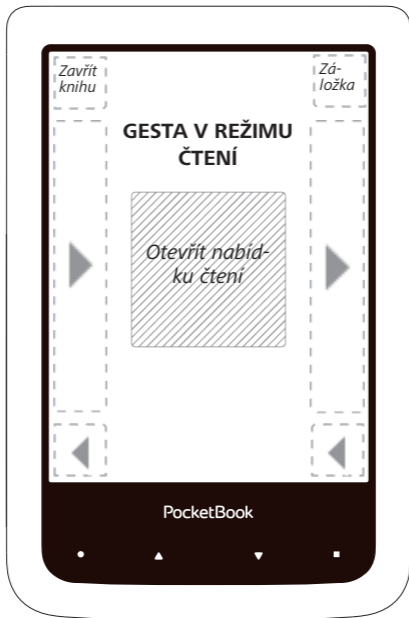 Zavřít
knihu
Zá-
ložka
GESTA V REŽIMU
ČTENÍ
Otevřít nabíd-
ku čtení
PocketBook